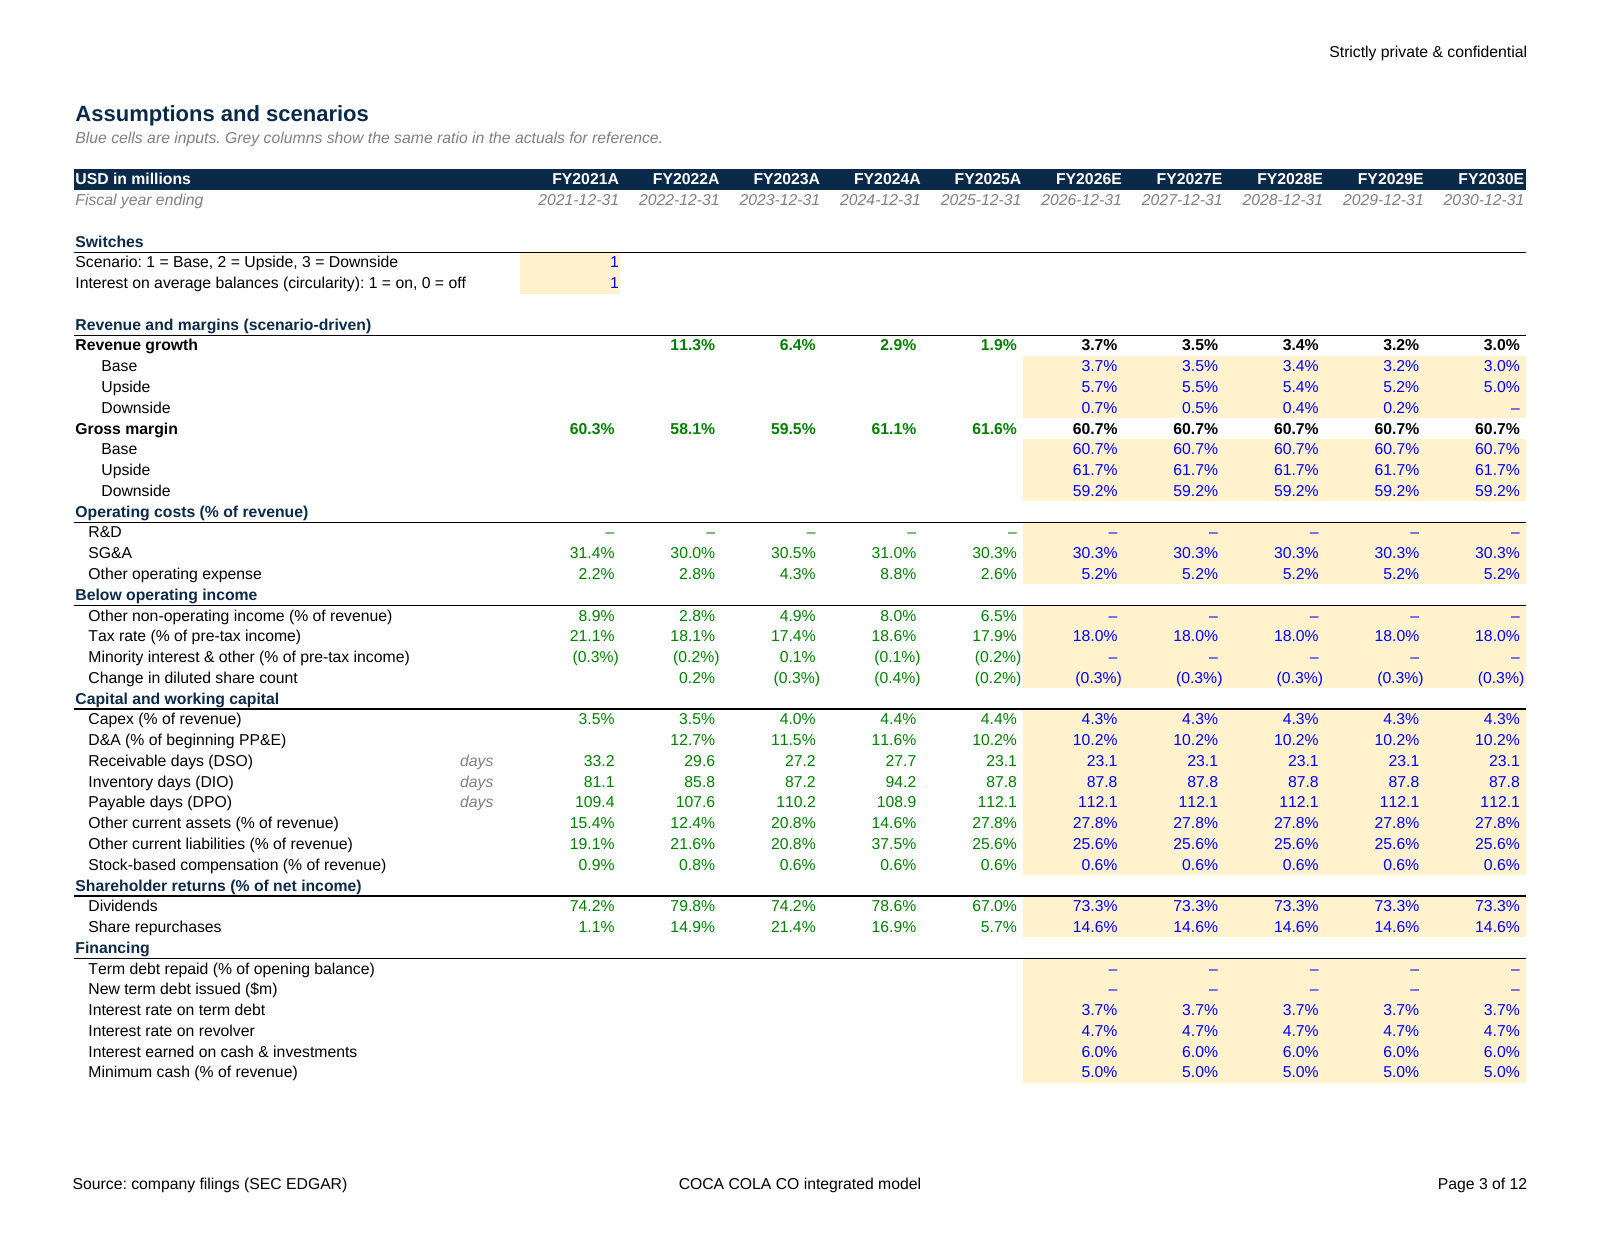 Strictly private & confidential
Assumptions and scenarios
Blue cells are inputs. Grey columns show the same ratio in the actuals for reference.
USD in millions FY2021A FY2022A FY2023A FY2024A FY2025A FY2026E FY2027E FY2028E FY2029E FY2030E
Fiscal year ending 2021-12-31 2022-12-31 2023-12-31 2024-12-31 2025-12-31 2026-12-31 2027-12-31 2028-12-31 2029-12-31 2030-12-31
Switches
Scenario: 1 = Base, 2 = Upside, 3 = Downside 1
Interest on average balances (circularity): 1 = on, 0 = off 1
Revenue and margins (scenario-driven)
Revenue growth 11.3% 6.4% 2.9% 1.9% 3.7% 3.5% 3.4% 3.2% 3.0%
Base 3.7% 3.5% 3.4% 3.2% 3.0%
Upside 5.7% 5.5% 5.4% 5.2% 5.0%
Downside 0.7% 0.5% 0.4% 0.2% –
Gross margin 60.3% 58.1% 59.5% 61.1% 61.6% 60.7% 60.7% 60.7% 60.7% 60.7%
Base 60.7% 60.7% 60.7% 60.7% 60.7%
Upside 61.7% 61.7% 61.7% 61.7% 61.7%
Downside 59.2% 59.2% 59.2% 59.2% 59.2%
Operating costs (% of revenue)
R&D – – – – – – – – – –
SG&A 31.4% 30.0% 30.5% 31.0% 30.3% 30.3% 30.3% 30.3% 30.3% 30.3%
Other operating expense 2.2% 2.8% 4.3% 8.8% 2.6% 5.2% 5.2% 5.2% 5.2% 5.2%
Below operating income
Other non-operating income (% of revenue) 8.9% 2.8% 4.9% 8.0% 6.5% – – – – –
Tax rate (% of pre-tax income) 21.1% 18.1% 17.4% 18.6% 17.9% 18.0% 18.0% 18.0% 18.0% 18.0%
Minority interest & other (% of pre-tax income) (0.3%) (0.2%) 0.1% (0.1%) (0.2%) – – – – –
Change in diluted share count 0.2% (0.3%) (0.4%) (0.2%) (0.3%) (0.3%) (0.3%) (0.3%) (0.3%)
Capital and working capital
Capex (% of revenue) 3.5% 3.5% 4.0% 4.4% 4.4% 4.3% 4.3% 4.3% 4.3% 4.3%
D&A (% of beginning PP&E) 12.7% 11.5% 11.6% 10.2% 10.2% 10.2% 10.2% 10.2% 10.2%
Receivable days (DSO) days 33.2 29.6 27.2 27.7 23.1 23.1 23.1 23.1 23.1 23.1
Inventory days (DIO) days 81.1 85.8 87.2 94.2 87.8 87.8 87.8 87.8 87.8 87.8
Payable days (DPO) days 109.4 107.6 110.2 108.9 112.1 112.1 112.1 112.1 112.1 112.1
Other current assets (% of revenue) 15.4% 12.4% 20.8% 14.6% 27.8% 27.8% 27.8% 27.8% 27.8% 27.8%
Other current liabilities (% of revenue) 19.1% 21.6% 20.8% 37.5% 25.6% 25.6% 25.6% 25.6% 25.6% 25.6%
Stock-based compensation (% of revenue) 0.9% 0.8% 0.6% 0.6% 0.6% 0.6% 0.6% 0.6% 0.6% 0.6%
Shareholder returns (% of net income)
Dividends 74.2% 79.8% 74.2% 78.6% 67.0% 73.3% 73.3% 73.3% 73.3% 73.3%
Share repurchases 1.1% 14.9% 21.4% 16.9% 5.7% 14.6% 14.6% 14.6% 14.6% 14.6%
Financing
Term debt repaid (% of opening balance) – – – – –
New term debt issued ($m) – – – – –
Interest rate on term debt 3.7% 3.7% 3.7% 3.7% 3.7%
Interest rate on revolver 4.7% 4.7% 4.7% 4.7% 4.7%
Interest earned on cash & investments 6.0% 6.0% 6.0% 6.0% 6.0%
Minimum cash (% of revenue) 5.0% 5.0% 5.0% 5.0% 5.0%
Source: company filings (SEC EDGAR) COCA COLA CO integrated model Page 3 of 12